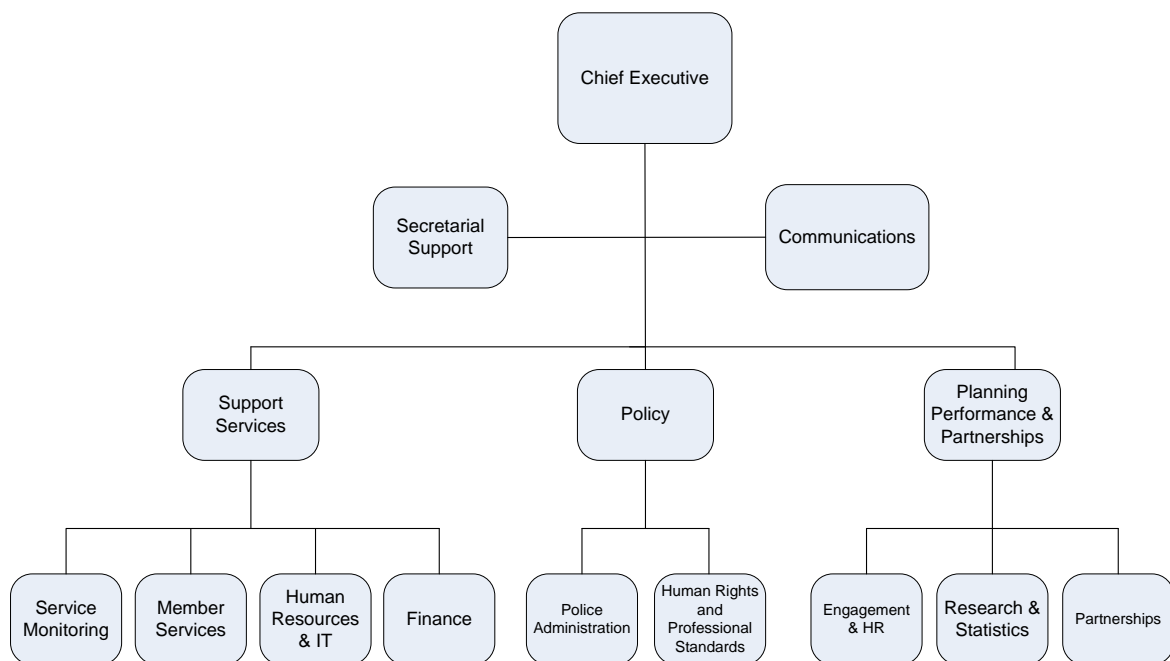 Chief Executive
Secretarial
Support
Communications
Support
Services
Policy
Planning
Performance &
Partnerships
Service
Monitoring
Member
Services
Human
Resources
& IT
Finance
Police
Administration
Human Rights
and
Professional
Standards
Engagement
& HR
Research &
Statistics
Partnerships